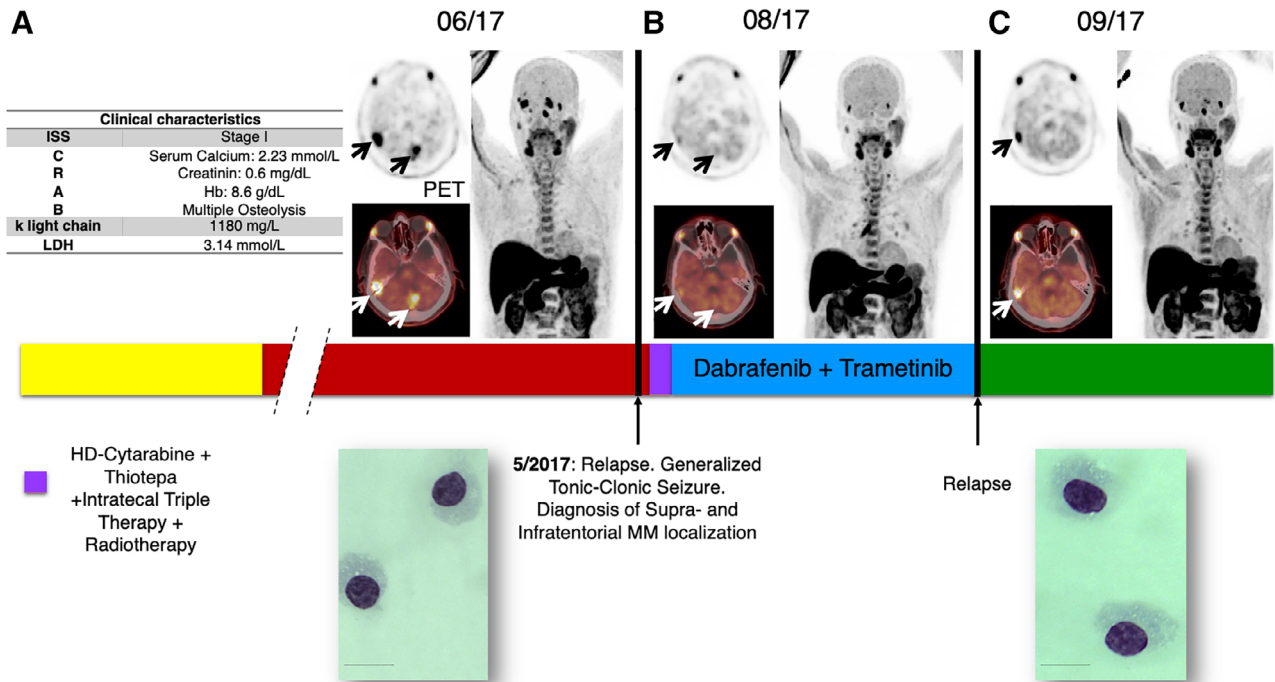 A
06/17
B
08/17
C
09/17
Clinical characteristics
ISS Stage I
C Serum Calcium: 2.23 mmol/L
R Creatinin: 0.6 mg/dL
A Hb: 8.6 g/dL
B Multiple Osteolysis
k light chain 1180 mg/L
LDH 3.14 mmol/L
PET
Dabrafenib + Trametinib
HD-Cytarabine +
Thiotepa
+Intratecal Triple
Therapy +
Radiotherapy
5/2017: Relapse. Generalized
Tonic-Clonic Seizure.
Diagnosis of Supra- and
Infratentorial MM localization
Relapse